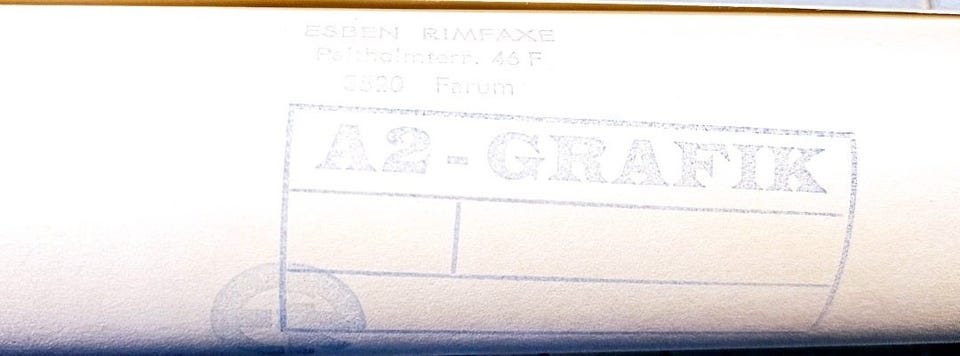 ESBEN RIMFAXE
Paltholmterr. 46 F
3520 Farum
A2-GRAFIK